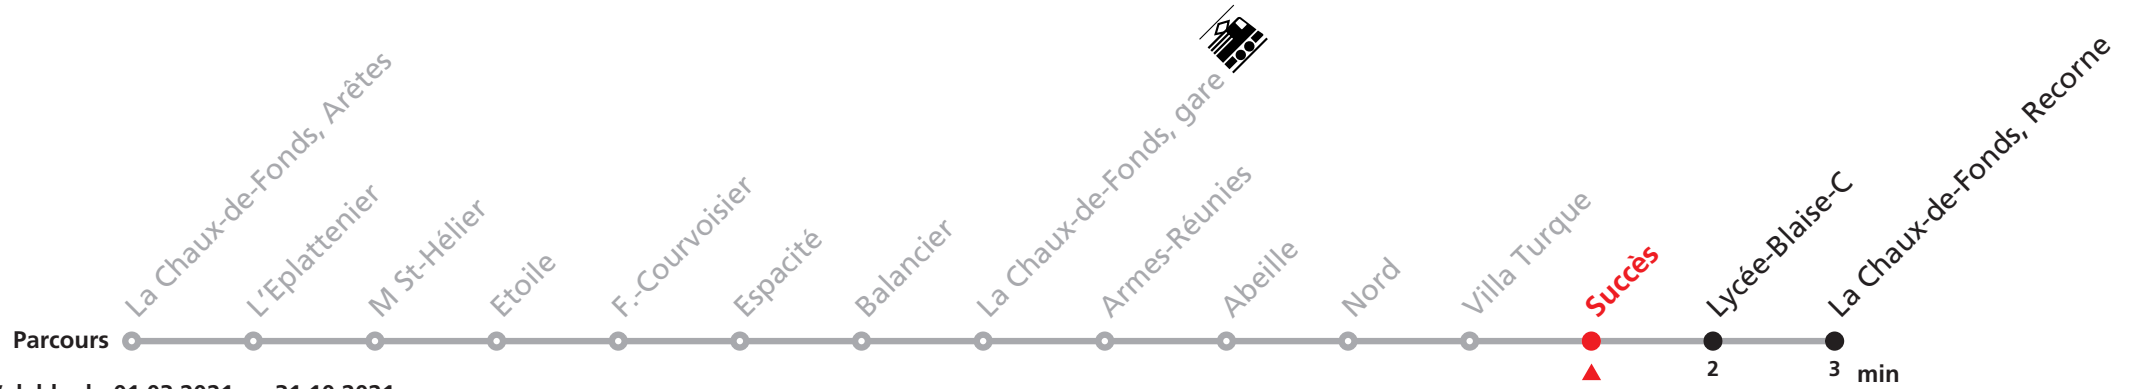 La Chaux-de-Fonds, Arêtes
L'Eplattenier
M St-Hélier
Etoile
F.-Courvoisier
Espacité
Balancier
La Chaux-de-Fonds, gare
Armes-Réunies
Abeille
Nord
Villa Turque
Succès
Lycée-Blaise-C
La Chaux-de-Fonds, Recorne
Parcours
2 3 min